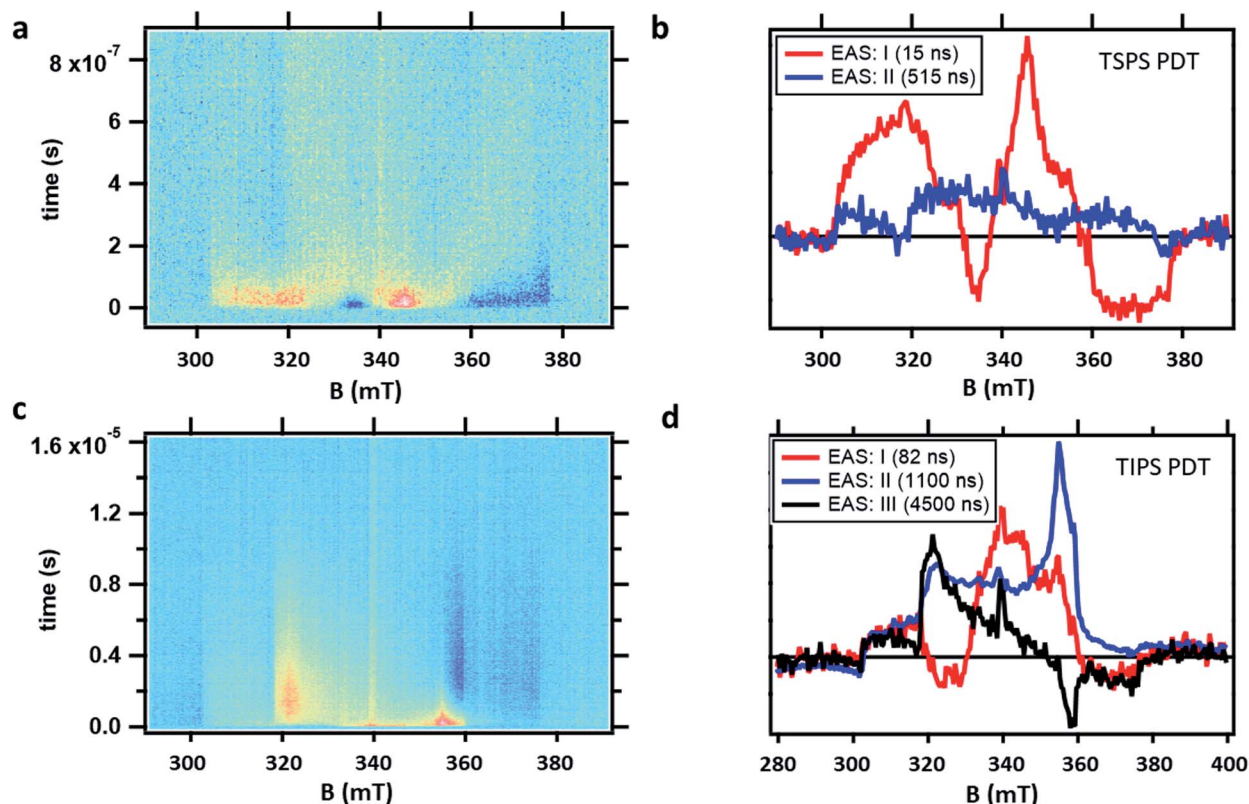 a
8 x10-7
6
4
2
0
time (s)
300 320 340 360 380
B (mT)
b
EAS: I (15 ns)
EAS: II (515 ns)
TSPS PDT
300 320 340 360 380
B (mT)
c
1.6 x10-5
1.2
0.8
0.4
0.0
time (s)
300 320 340 360 380
B (mT)
d
EAS: I (82 ns)
EAS: II (1100 ns)
EAS: III (4500 ns)
TIPS PDT
280 300 320 340 360 380 400
B (mT)